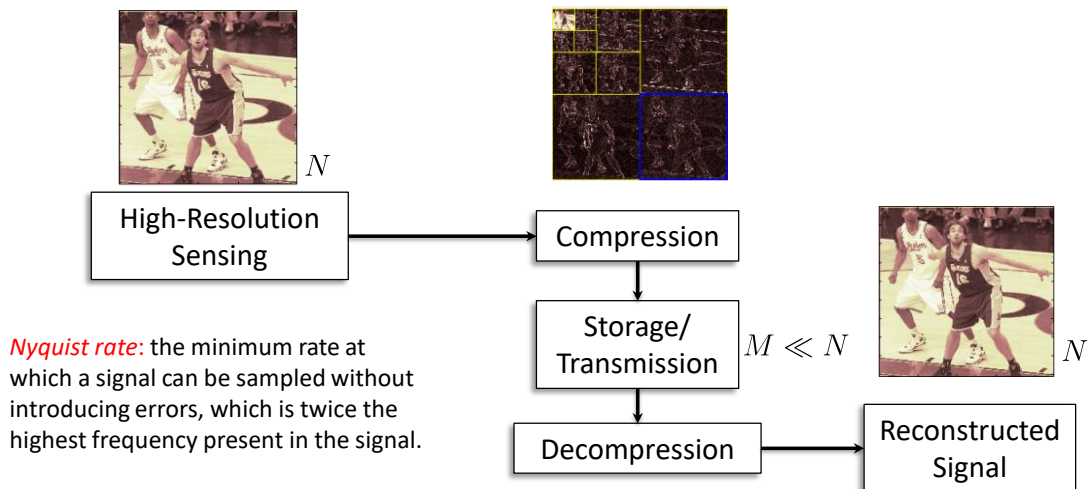 N
High-Resolution
Sensing
Compression
Storage/
Transmission
M ≪ N
Decompression
N
Reconstructed
Signal
Nyquist rate: the minimum rate at
which a signal can be sampled without
introducing errors, which is twice the
highest frequency present in the signal.